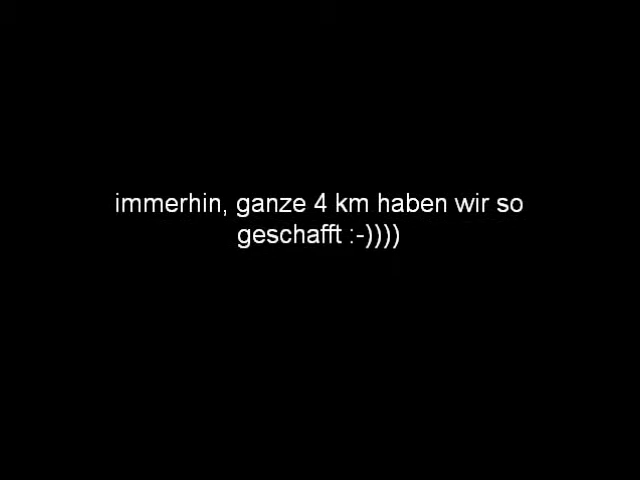 immerhin, ganze 4 km haben wir so
geschafft :-))))